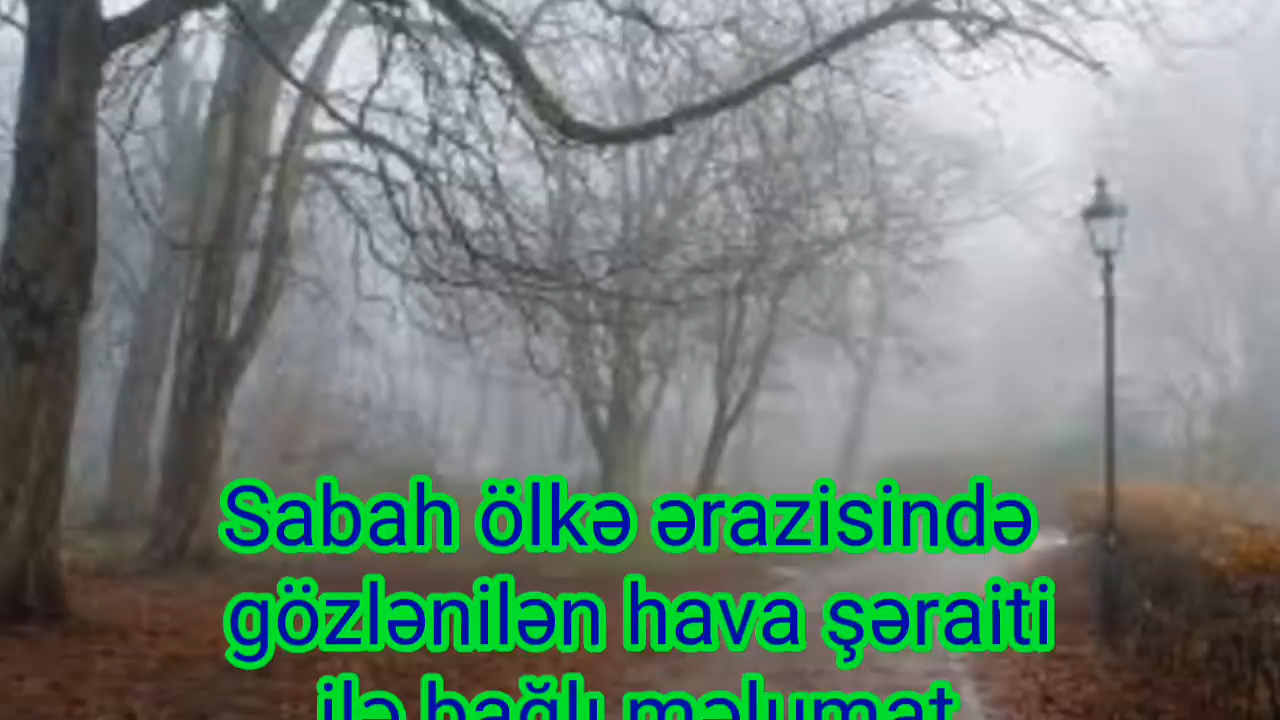 Sabah ölkə ərazisində
gözlənilən hava şəraiti
ilə bağlı məlumat